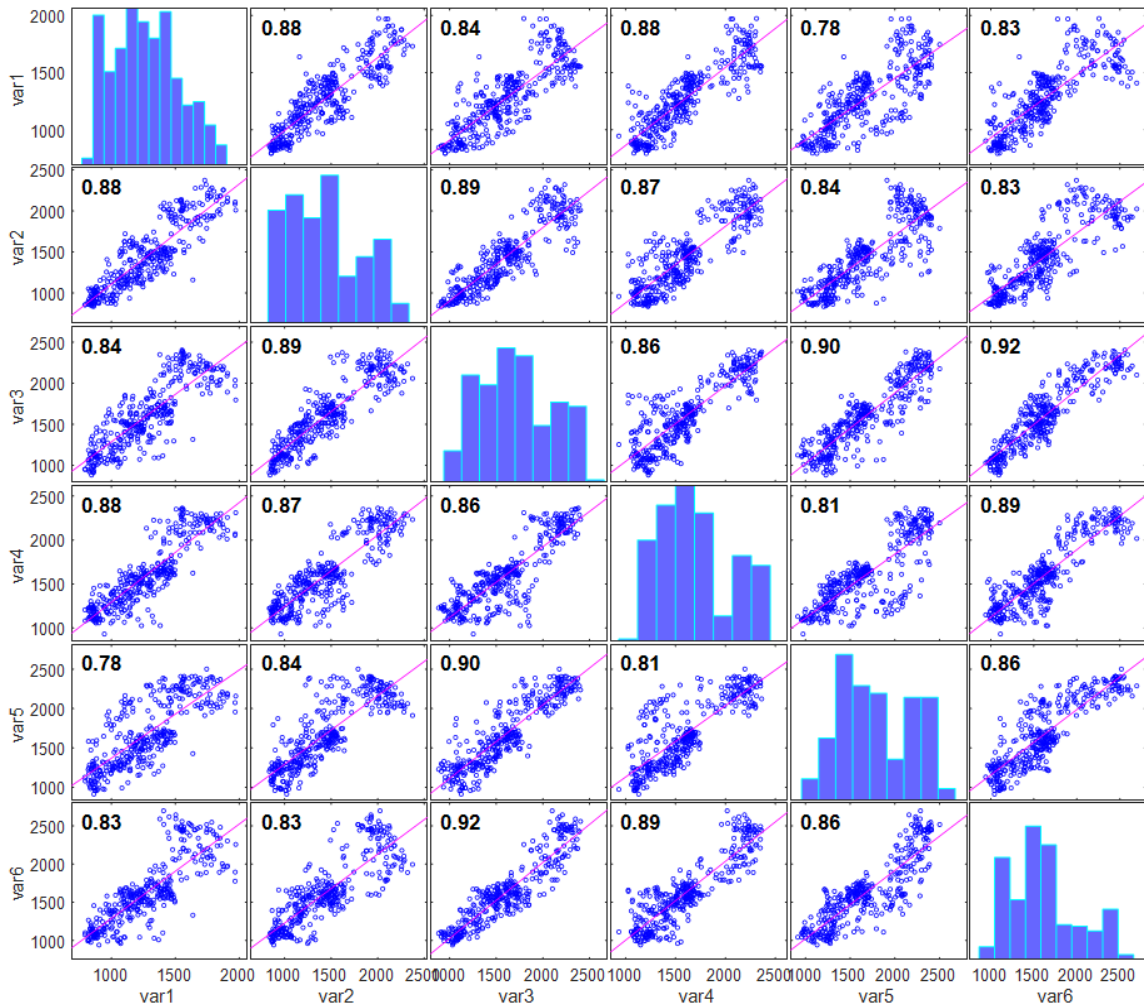 var1 2000 1500 1000 0.88 0.84 0.88 0.78 0.83
var2 2500 2000 1500 1000 0.88 0.89 0.87 0.84 0.83
var3 2500 2000 1500 1000 0.84 0.89 0.86 0.90 0.92
var4 2500 2000 1500 1000 0.88 0.87 0.86 0.81 0.89
var5 2500 2000 1500 1000 0.78 0.84 0.90 0.81 0.86
var6 2500 2000 1500 1000 0.83 0.83 0.92 0.89 0.86
1000 1500 2000 1000 1500 2000 1000 1500 2000 2500 1000 1500 2000 1000 1500 2000 2500 1000 1500 2000 2500
var1 var2 var3 var4 var5 var6